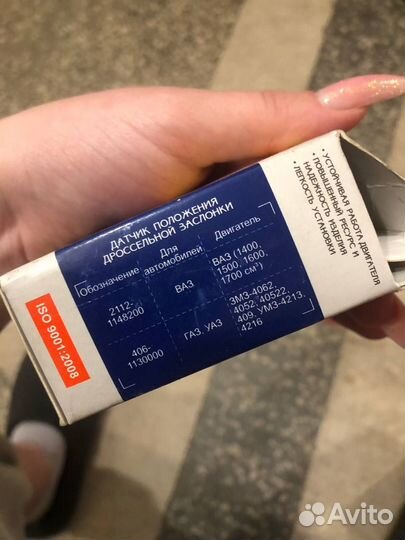 • УСТОЙЧИВАЯ РАБОТА ДВИГАТЕЛЯ
• ПОВЫШЕННЫЙ РЕСУРС И
НАДЕЖНОСТЬ ИЗДЕЛИЯ
• ЛЕГКОСТЬ УСТАНОВКИ
ДАТЧИК ПОЛОЖЕНИЯ
ДРОССЕЛЬНОЙ ЗАСЛОНКИ
Обозначение
Для
автомобилей
Двигатель
2112-
1148200
ВАЗ
ВАЗ (1400,
1500, 1600,
1700 см³)
406-
1130000
ГАЗ, УАЗ
ЗМЗ-4062,
4052, 40522,
409, УМЗ-4213,
4216
ISO 9001:2008
Avito